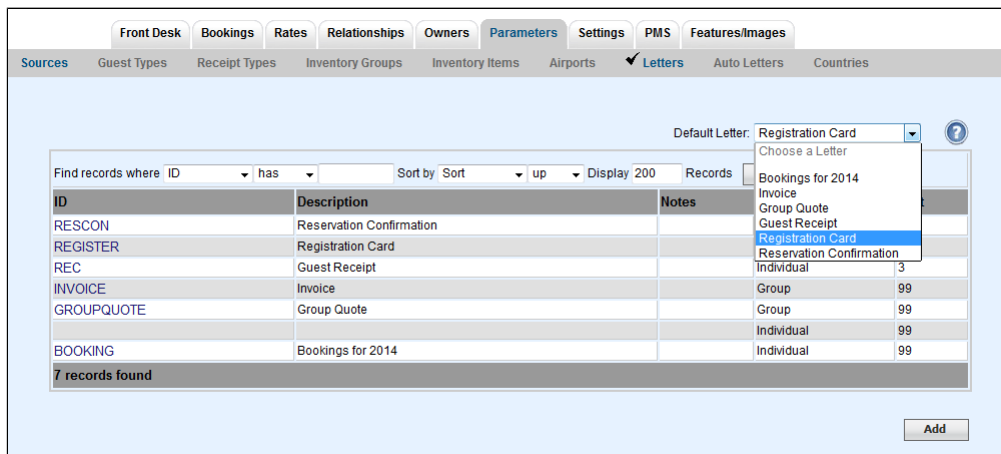 Front Desk Bookings Rates Relationships Owners Parameters Settings PMS Features/Images
Sources Guest Types Receipt Types Inventory Groups Inventory Items Airports Letters Auto Letters Countries
Default Letter: Registration Card ?
Choose a Letter
Bookings for 2014
Invoice
Group Quote
Guest Receipt
Registration Card
Reservation Confirmation
Find records where ID has Sort by Sort up Display 200 Records
ID Description Notes
RESCON Reservation Confirmation
REGISTER Registration Card
REC Guest Receipt Individual 3
INVOICE Invoice Group 99
GROUPQUOTE Group Quote Group 99
Individual 99
BOOKING Bookings for 2014 Individual 99
7 records found
Add